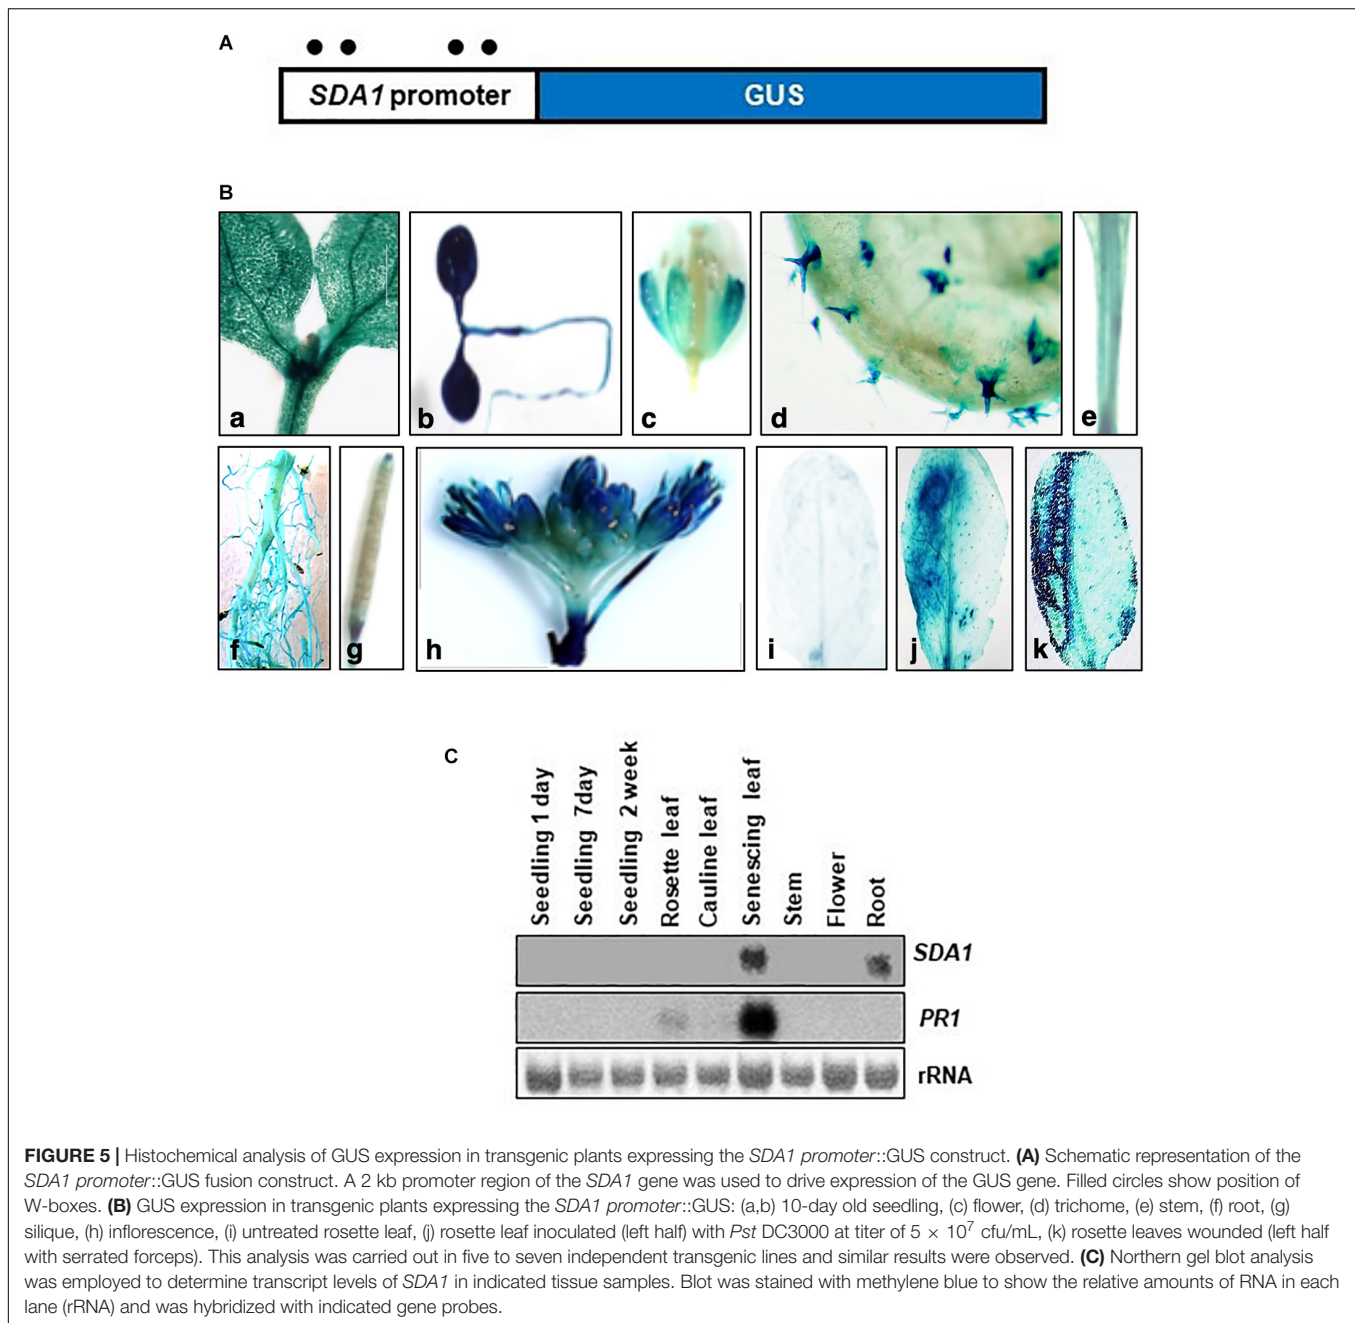 A
SDA1 promoter GUS
B
a b c d e
f g h i j k
C
Seedling 1 day
Seedling 7day
Seedling 2 week
Rosette leaf
Cauline leaf
Senescing leaf
Stem
Flower
Root
SDA1
PR1
rRNA
FIGURE 5 | Histochemical analysis of GUS expression in transgenic plants expressing the SDA1 promoter::GUS construct. (A) Schematic representation of the
SDA1 promoter::GUS fusion construct. A 2 kb promoter region of the SDA1 gene was used to drive expression of the GUS gene. Filled circles show position of
W-boxes. (B) GUS expression in transgenic plants expressing the SDA1 promoter::GUS: (a,b) 10-day old seedling, (c) flower, (d) trichome, (e) stem, (f) root, (g)
silique, (h) inflorescence, (i) untreated rosette leaf, (j) rosette leaf inoculated (left half) with Pst DC3000 at titer of 5 × 10⁷ cfu/mL, (k) rosette leaves wounded (left half
with serrated forceps). This analysis was carried out in five to seven independent transgenic lines and similar results were observed. (C) Northern gel blot analysis
was employed to determine transcript levels of SDA1 in indicated tissue samples. Blot was stained with methylene blue to show the relative amounts of RNA in each
lane (rRNA) and was hybridized with indicated gene probes.